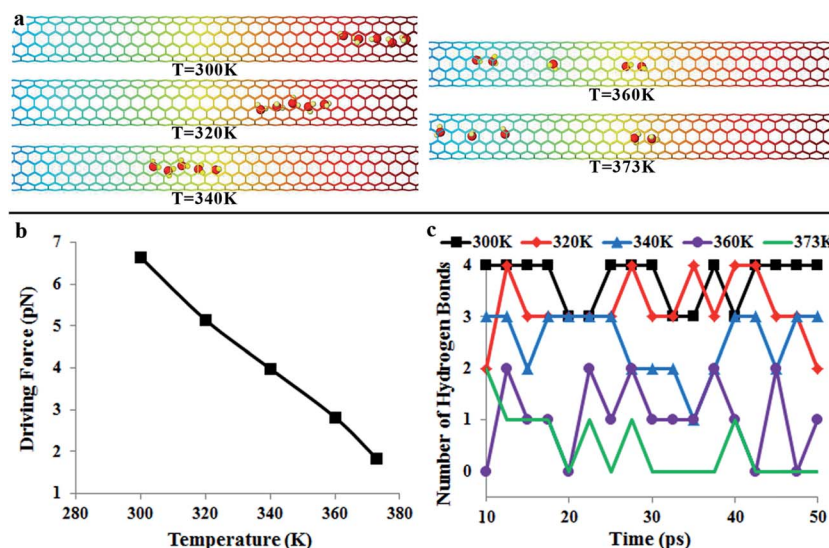 a
T=300K
T=320K
T=340K
T=360K
T=373K
b
Driving Force (pN)
7
6
5
4
3
2
1
280 300 320 340 360 380
Temperature (K)
c
300K 320K 340K 360K 373K
Number of Hydrogen Bonds
4
3
2
1
0
10 20 30 40 50
Time (ps)